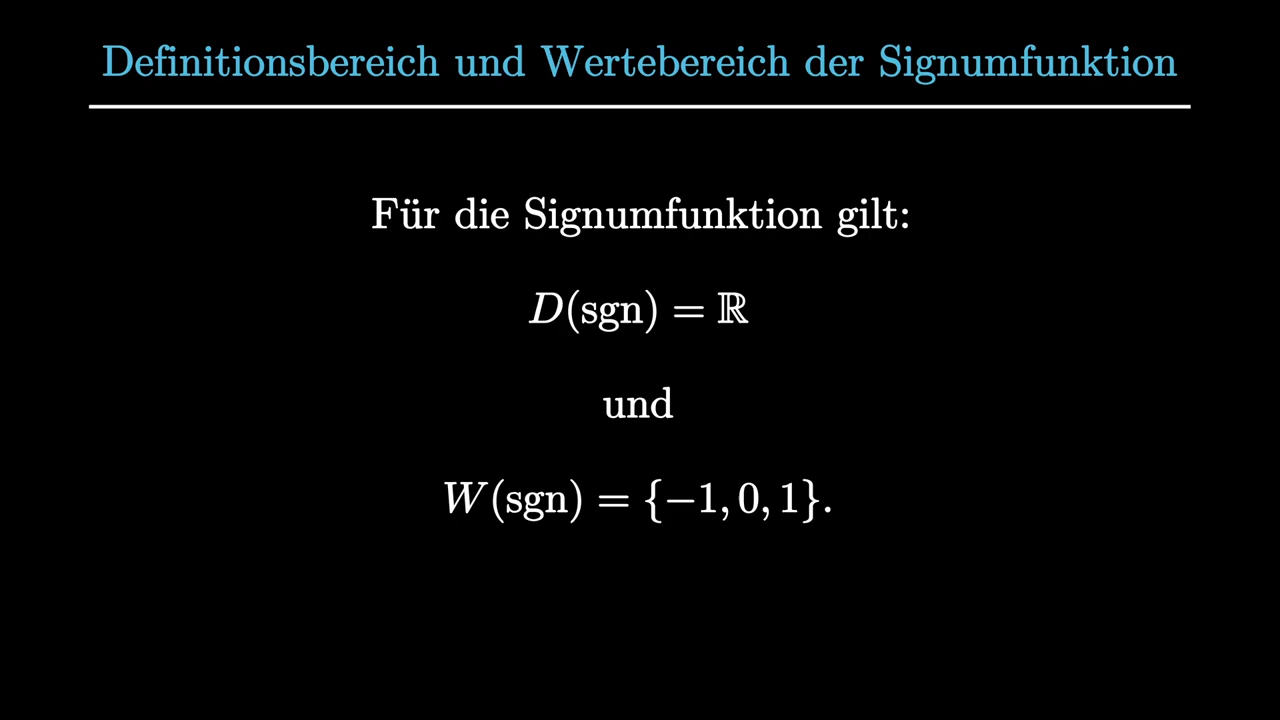 Definitionsbereich und Wertebereich der Signumfunktion
Für die Signumfunktion gilt:
D(sgn) = ℝ
und
W(sgn) = {−1, 0, 1}.